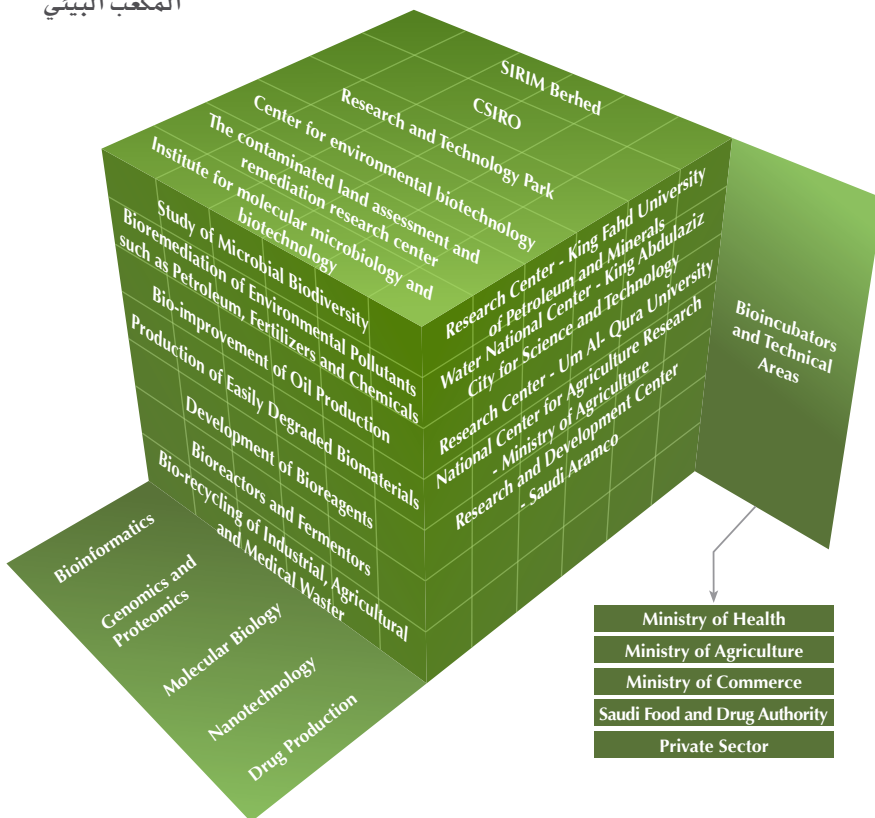 المكعب البيئي
SIRIM Berhed
CSIRO
Research and Technology Park
Center for environmental biotechnology
The contaminated land assessment and
remediation research center
Institute for molecular microbiology and
biotechnology
Study of Microbial Biodiversity
Bioremediation of Environmental Pollutants
such as Petroleum, Fertilizers and Chemicals
Bio-improvement of Oil Production
Production of Easily Degraded Biomaterials
Development of Bioreagents
Bioreactors and Fermentors
Bio-recycling of Industrial, Agricultural
and Medical Waster
Research Center - King Fahd University
of Petroleum and Minerals
Water National Center - King Abdulaziz
City for Science and Technology
Research Center - Um Al- Qura University
National Center for Agriculture Research
- Ministry of Agriculture
Research and Development Center
- Saudi Aramco
Bioincubators
and Technical
Areas
Bioinformatics
Genomics and
Proteomics
Molecular Biology
Nanotechnology
Drug Production
Ministry of Health
Ministry of Agriculture
Ministry of Commerce
Saudi Food and Drug Authority
Private Sector